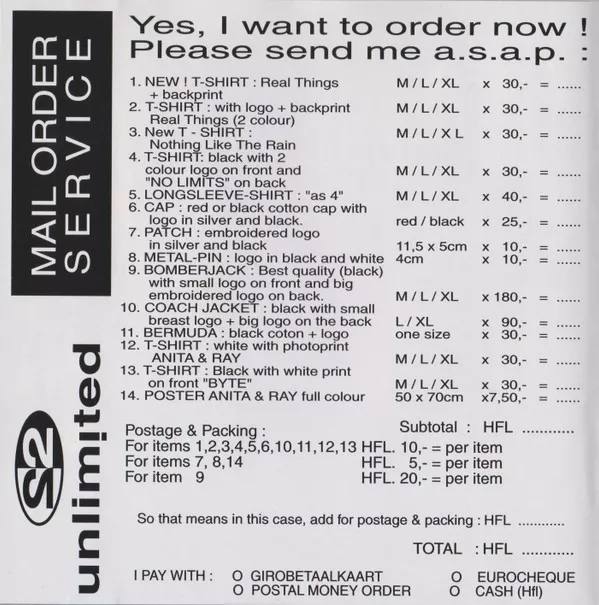 MAIL ORDER
SERVICE
Yes, I want to order now !
Please send me a.s.a.p. :
1. NEW ! T-SHIRT : Real Things M / L / XL x 30,- = ......
+ backprint
2. T-SHIRT : with logo + backprint M / L / XL x 30,- = ......
Real Things (2 colour)
3. New T - SHIRT : M / L / X L x 30,- = ......
Nothing Like The Rain
4. T-SHIRT: black with 2
colour logo on front and M / L / XL x 30,- = ......
"NO LIMITS" on back
5. LONGSLEEVE-SHIRT : "as 4" M / L / XL x 40,- = ......
6. CAP : red or black cotton cap with
logo in silver and black. red / black x 25,- = ......
7. PATCH : embroidered logo
in silver and black 11,5 x 5cm x 10,- = ......
8. METAL-PIN : logo in black and white 4cm x 10,- = ......
9. BOMBERJACK : Best quality (black)
with small logo on front and big
embroidered logo on back. M / L / XL x 180,- = ......
10. COACH JACKET : black with small
breast logo + big logo on the back L / XL x 90,- = ......
11. BERMUDA : black coton + logo one size x 30,- = ......
12. T-SHIRT : white with photoprint
ANITA & RAY M / L / XL x 30,- = ......
13. T-SHIRT : Black with white print
on front "BYTE" M / L / XL x 30,- = ......
14. POSTER ANITA & RAY full colour 50 x 70cm x7,50,- = ......
Subtotal : HFL ............
Postage & Packing :
For items 1,2,3,4,5,6,10,11,12,13 HFL. 10,- = per item
For items 7, 8,14 HFL. 5,- = per item
For item 9 HFL. 20,- = per item
So that means in this case, add for postage & packing : HFL ............
TOTAL : HFL ............
I PAY WITH : O GIROBETAALKAART O EUROCHEQUE
O POSTAL MONEY ORDER O CASH (Hfl)
2 unlimited